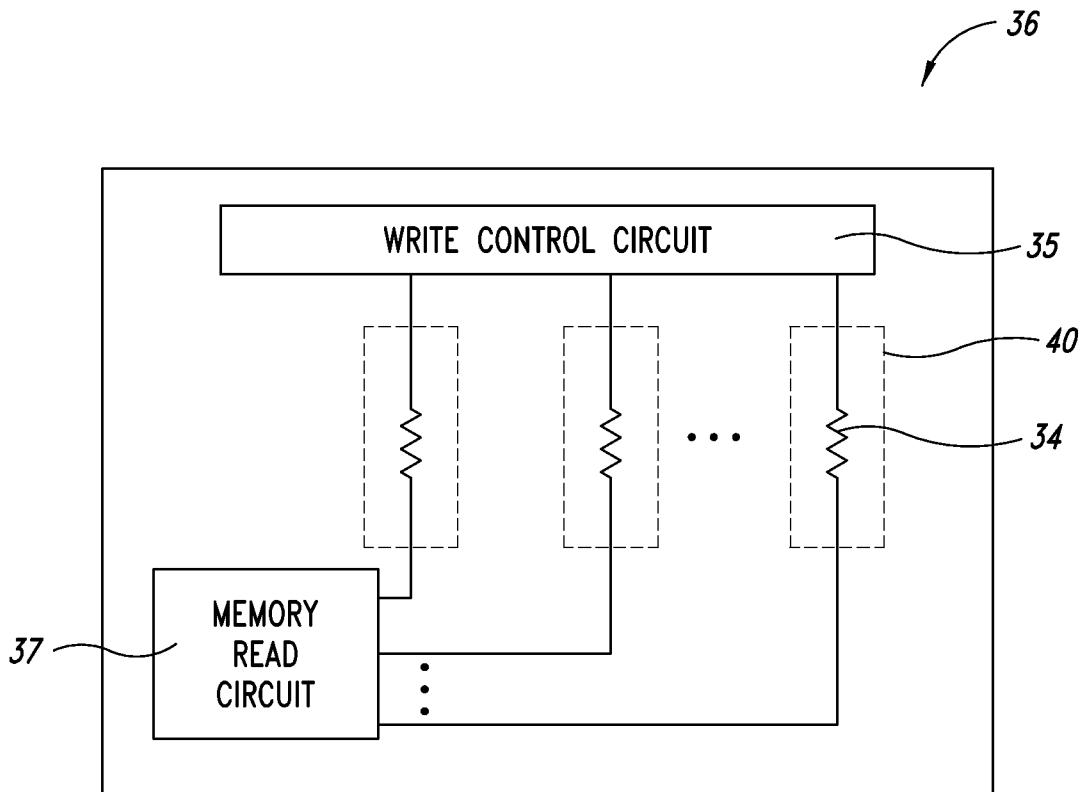 36
WRITE CONTROL CIRCUIT
35
40
34
MEMORY
READ
CIRCUIT
37